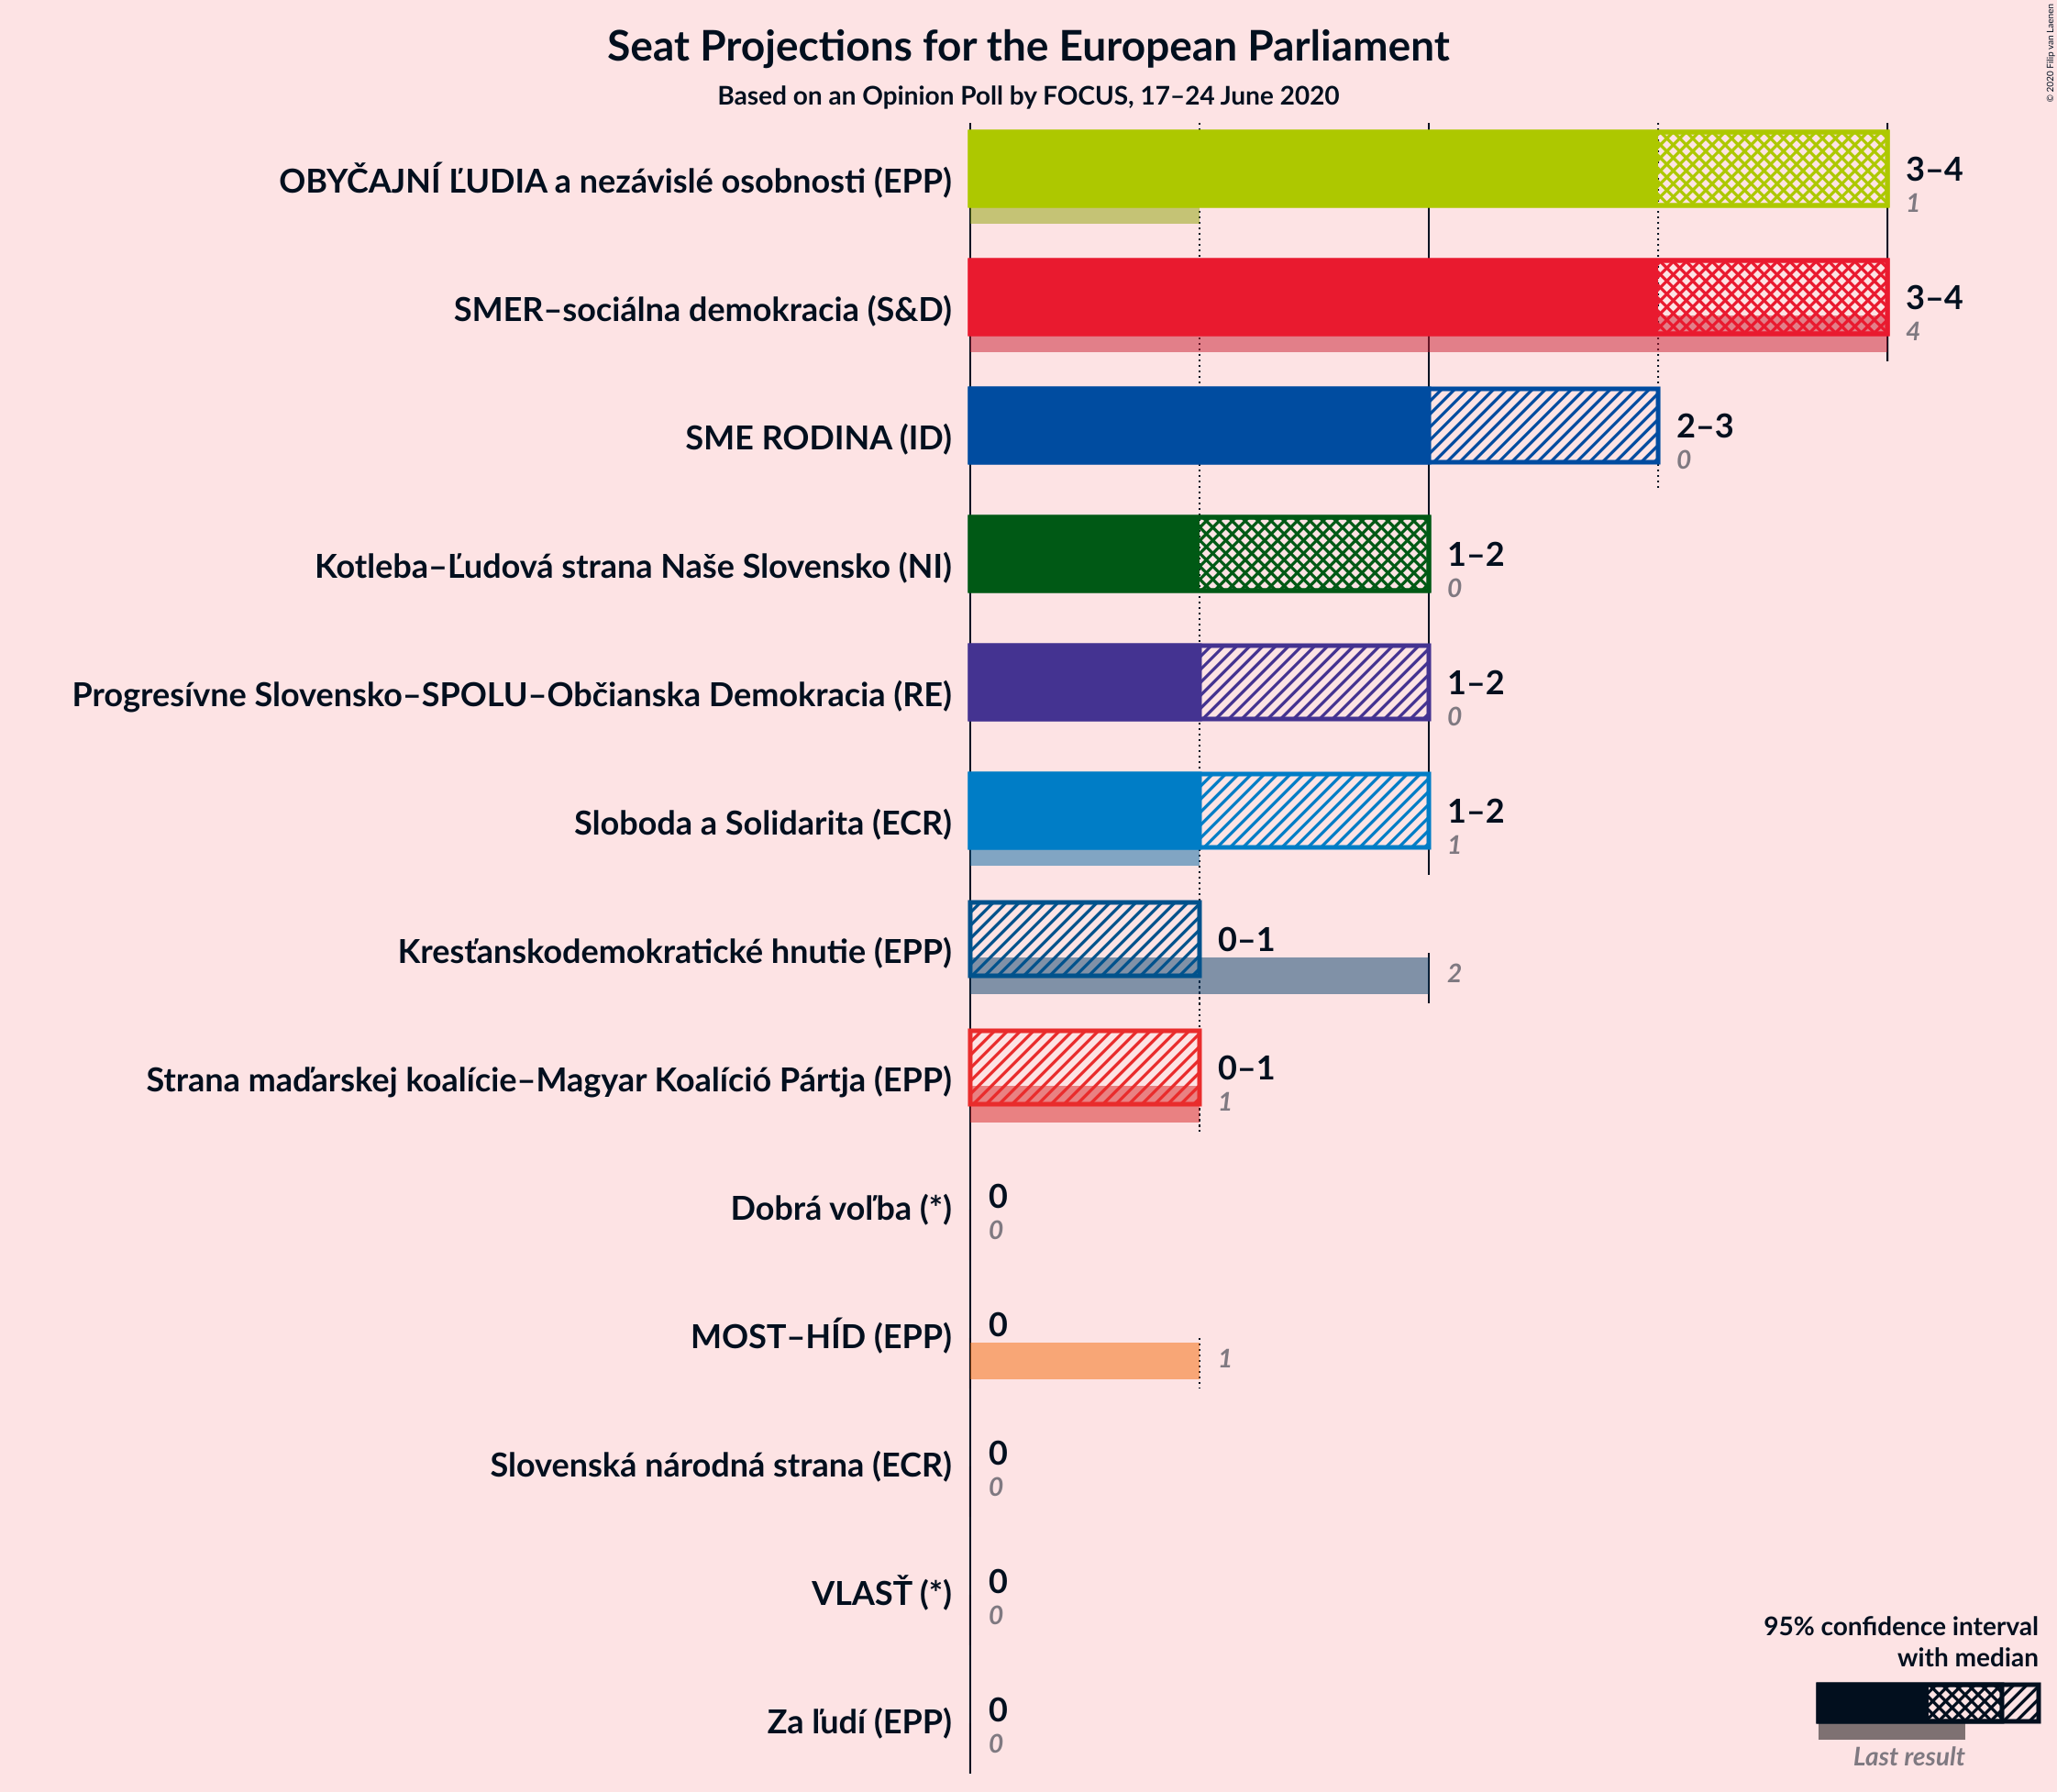 Seat Projections for the European Parliament
Based on an Opinion Poll by FOCUS, 17–24 June 2020
© 2020 Filip van Laenen
OBYČAJNÍ ĽUDIA a nezávislé osobnosti (EPP)
3–4
1
SMER–sociálna demokracia (S&D)
3–4
4
SME RODINA (ID)
2–3
0
Kotleba–Ľudová strana Naše Slovensko (NI)
1–2
0
Progresívne Slovensko–SPOLU–Občianska Demokracia (RE)
1–2
0
Sloboda a Solidarita (ECR)
1–2
1
Kresťanskodemokratické hnutie (EPP)
0–1
2
Strana maďarskej koalície–Magyar Koalíció Pártja (EPP)
0–1
1
Dobrá voľba (*)
0
0
MOST–HÍD (EPP)
0
1
Slovenská národná strana (ECR)
0
0
VLASŤ (*)
0
0
Za ľudí (EPP)
0
0
95% confidence interval
with median
Last result